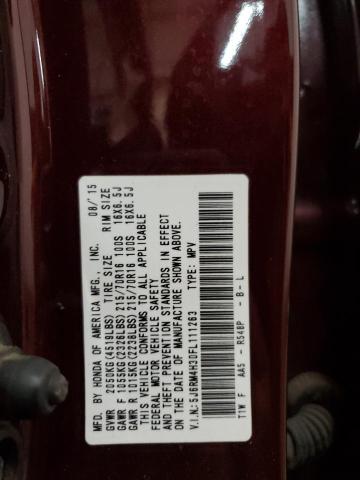 MFD. BY HONDA OF AMERICA MFG., INC. 08/'15
TIRE SIZE RIM SIZE
GVWR 2055KG(4519LBS)
GAWR F 1055KG(2326LBS) 215/70R16 100S 16X6.5J
GAWR R 1015KG(2238LBS) 215/70R16 100S 16X6.5J
THIS VEHICLE CONFORMS TO ALL APPLICABLE
FEDERAL MOTOR VEHICLE SAFETY
AND THEFT PREVENTION STANDARDS IN EFFECT
ON THE DATE OF MANUFACTURE SHOWN ABOVE.
V.I.N.:5J6RM4H30FL111263 TYPE: MPV
T1W F AA5 - R548P - B - L